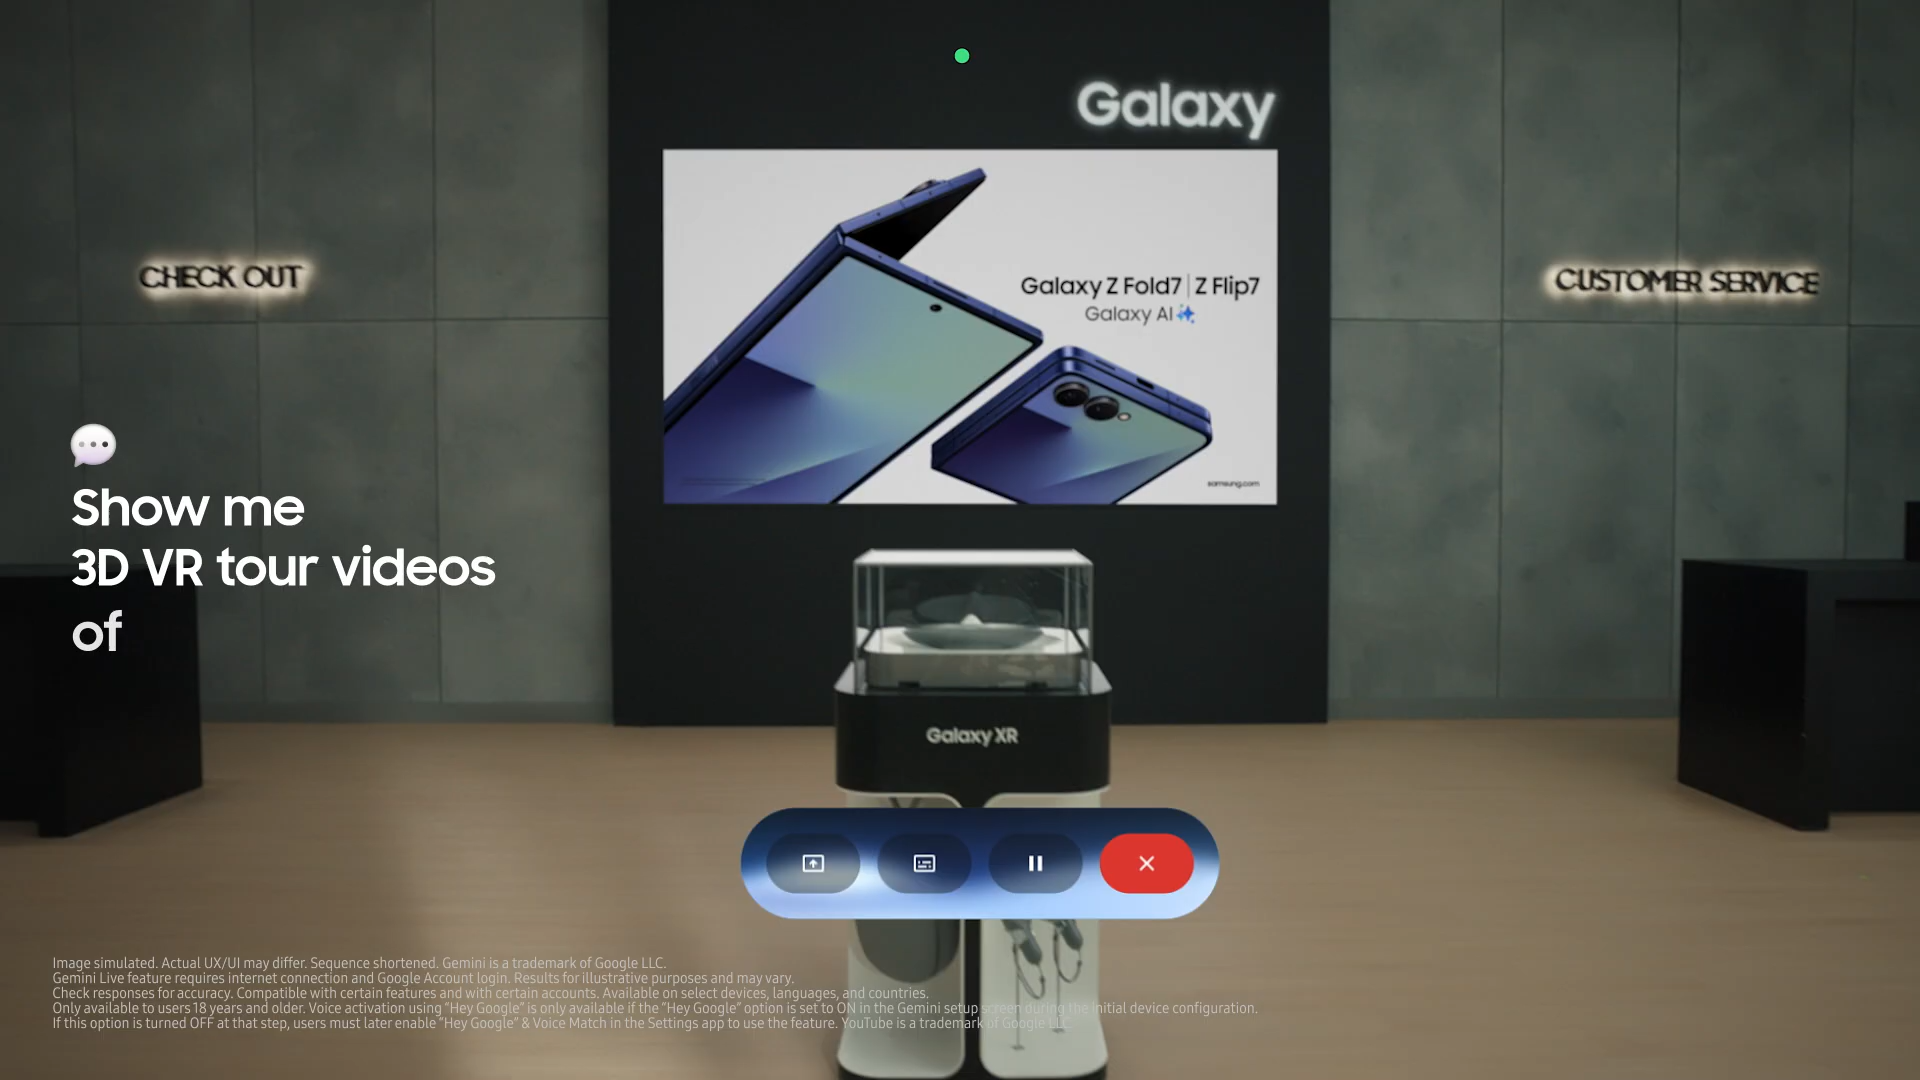 Galaxy
CHECK OUT
CUSTOMER SERVICE
Galaxy Z Fold7 | Z Flip7
Galaxy AI
samsung.com
Show me
3D VR tour videos
of
Galaxy XR
Image simulated. Actual UX/UI may differ. Sequence shortened. Gemini is a trademark of Google LLC.
Gemini Live feature requires internet connection and Google Account login. Results for illustrative purposes and may vary.
Check responses for accuracy. Compatible with certain features and with certain accounts. Available on select devices, languages, and countries.
Only available to users 18 years and older. Voice activation using “Hey Google” is only available if the “Hey Google” option is set to ON in the Gemini setup screen during the initial device configuration.
If this option is turned OFF at that step, users must later enable “Hey Google” & Voice Match in the Settings app to use the feature. YouTube is a trademark of Google LLC.